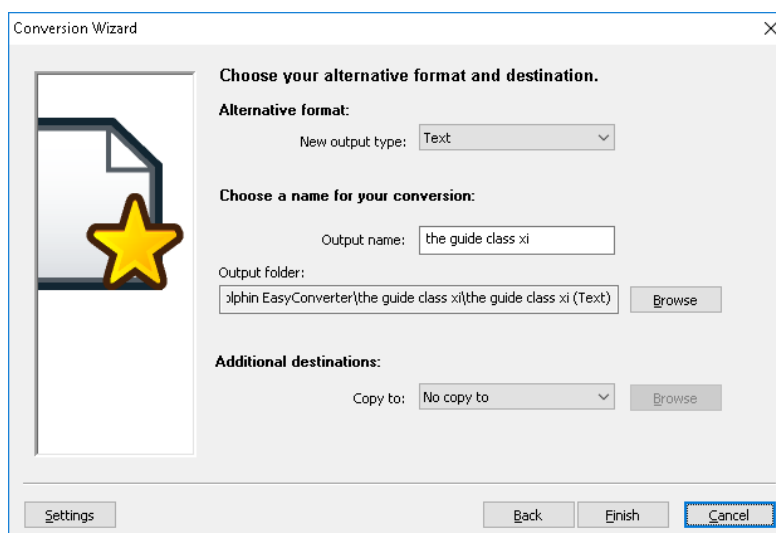 Conversion Wizard
Choose your alternative format and destination.
Alternative format:
New output type: Text
Choose a name for your conversion:
Output name: the guide class xi
Output folder:
EasyConverter\the guide class xi\the guide class xi (Text) Browse
Additional destinations:
Copy to: No copy to Browse
Settings Back Finish Cancel